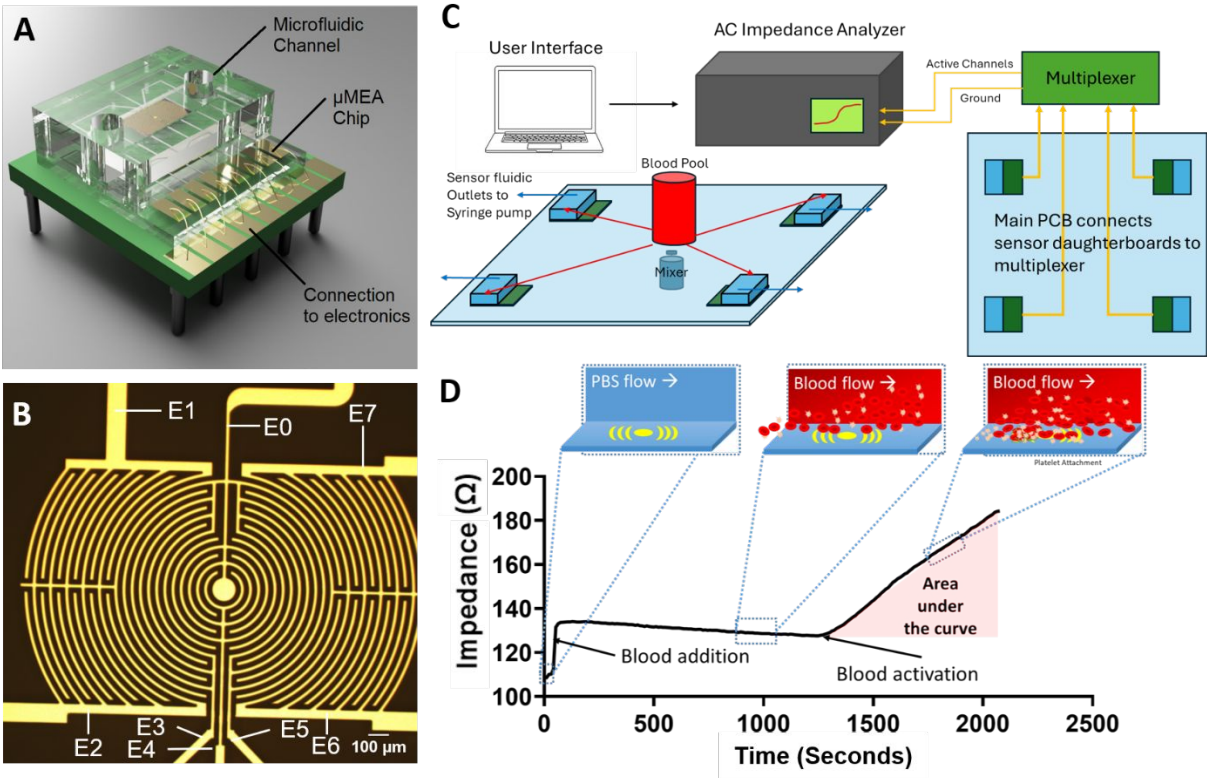 A
Microfluidic
Channel
µMEA
Chip
Connection
to electronics
B
E1
E0
E7
E2
E3
E4
E5
E6
100 µm
C
User Interface
AC Impedance Analyzer
Active Channels
Ground
Multiplexer
Sensor fluidic
Outlets to
Syringe pump
Blood Pool
Mixer
Main PCB connects
sensor daughterboards to
multiplexer
D
PBS flow →
Blood flow →
Blood flow →
Platelet Attachment
Impedance (Ω)
200
180
160
140
120
100
Blood addition
Blood activation
Area
under
the curve
0
500
1000
1500
2000
2500
Time (Seconds)